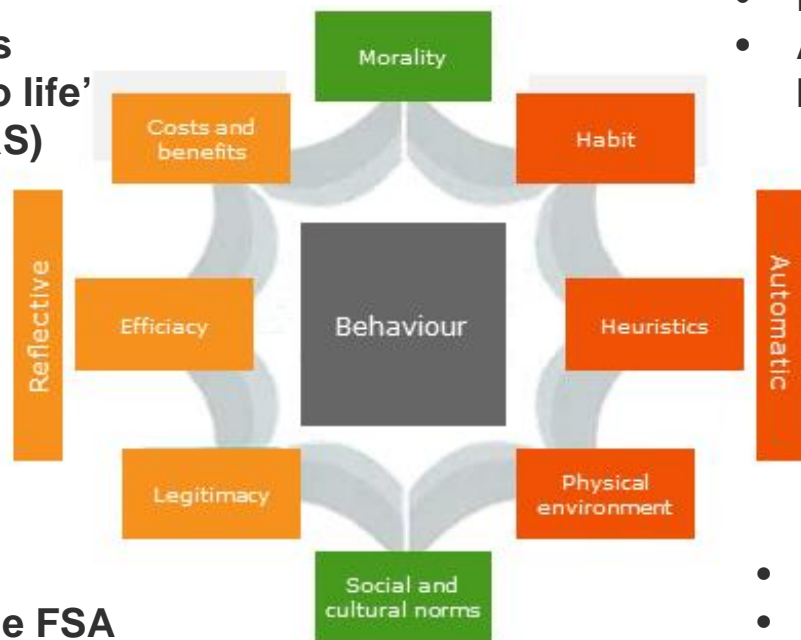 s
o life’
S)
Morality
Costs and
benefits
Habit
Reflective
Efficiacy
Behaviour
Heuristics
Automatic
Legitimacy
Physical
environment
Social and
cultural norms
e FSA